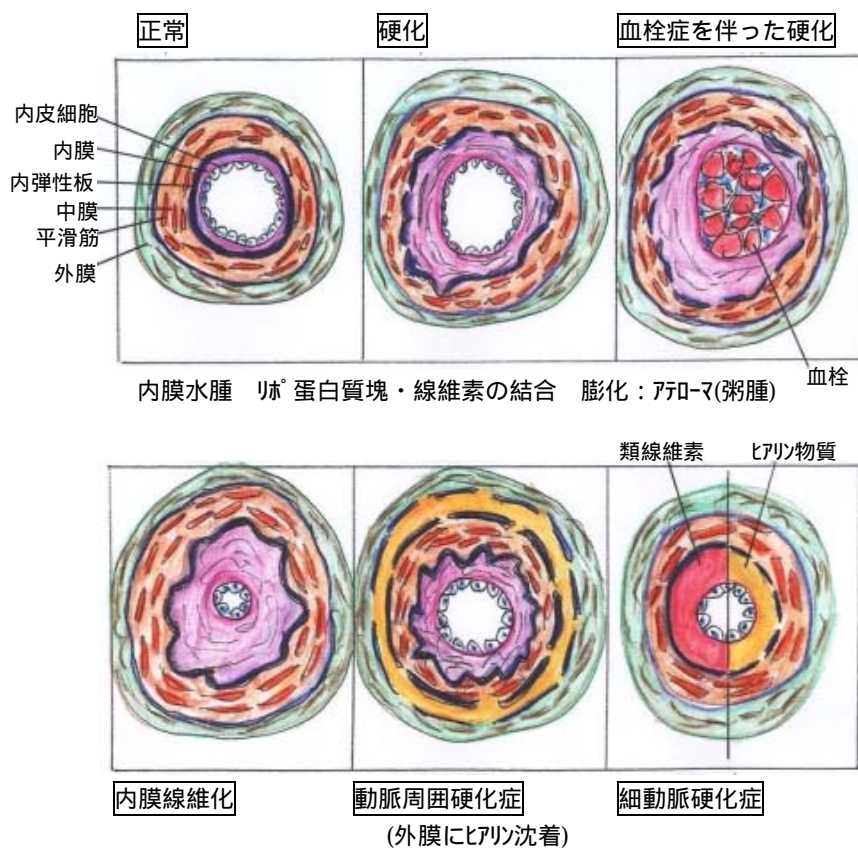 正常
硬化
血栓症を伴った硬化
内皮細胞
内膜
内弾性板
中膜
平滑筋
外膜
血栓
内膜水腫　ﾘﾎﾟ蛋白質塊・線維素の結合　膨化：ｱﾃﾛｰﾏ(粥腫)
類線維素
ﾋｱﾘﾝ物質
内膜線維化
動脈周囲硬化症
細動脈硬化症
(外膜にﾋｱﾘﾝ沈着)